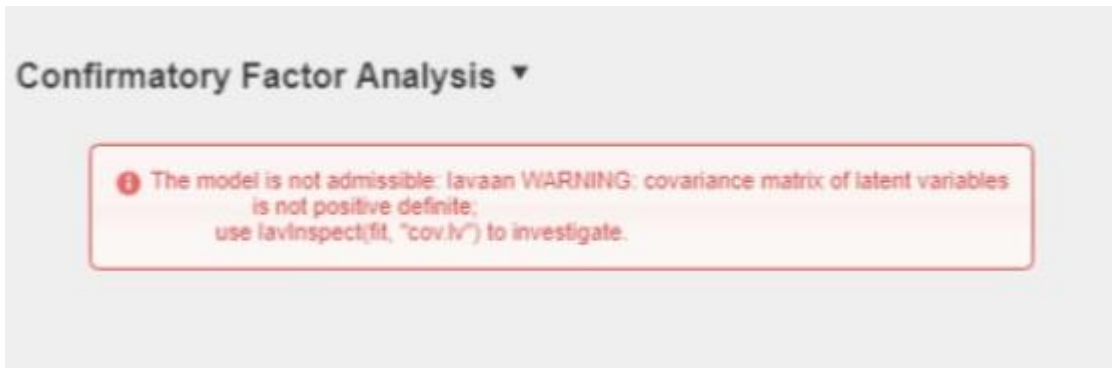 Confirmatory Factor Analysis ▼
The model is not admissible: lavaan WARNING: covariance matrix of latent variables
is not positive definite;
use lavInspect(fit, "cov.lv") to investigate.